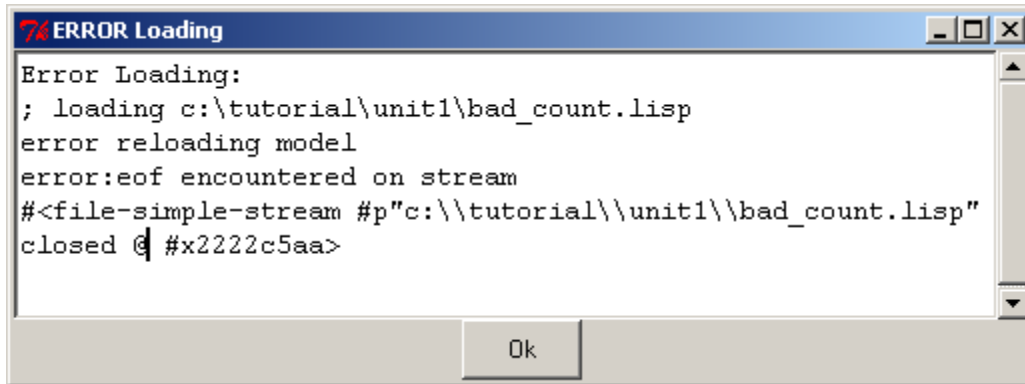 ERROR Loading
Error Loading:
; loading c:\tutorial\unit1\bad_count.lisp
error reloading model
error:eof encountered on stream
#<file-simple-stream #p"c:\\tutorial\\unit1\\bad_count.lisp"
closed @ #x2222c5aa>
Ok